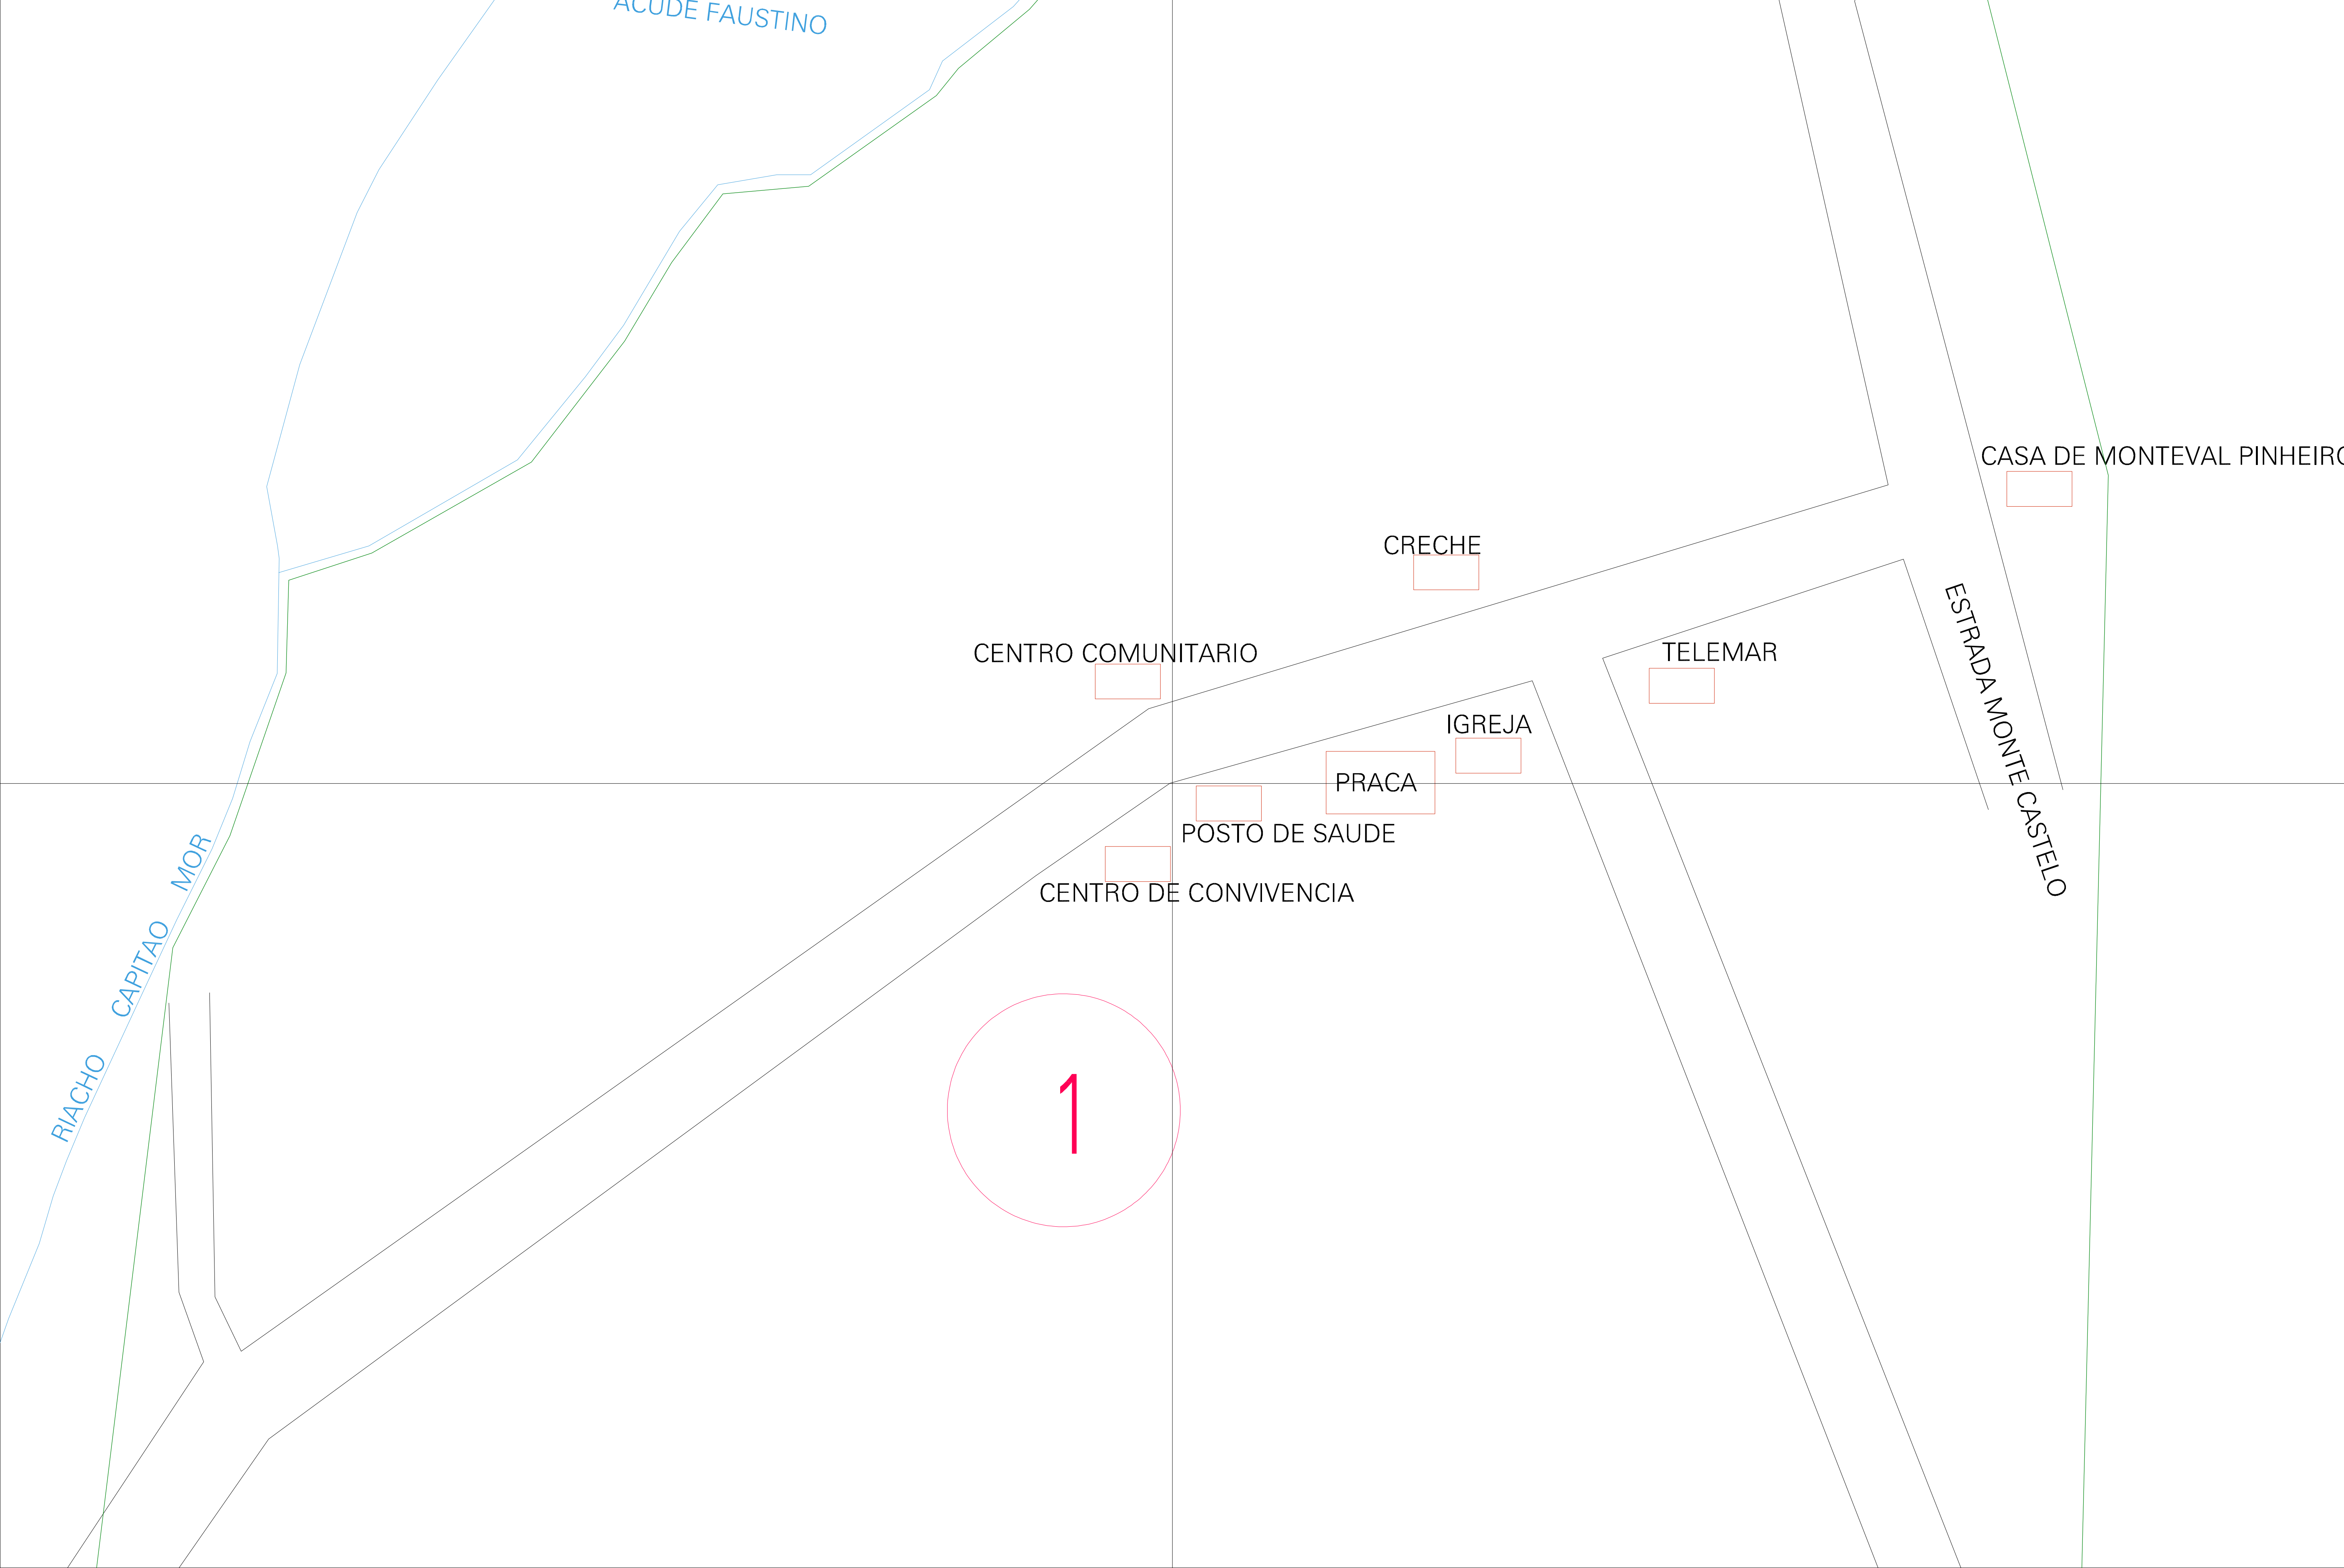 ACUDE FAUSTINO
CASA DE MONTEVAL PINHEIRO
CRECHE
CENTRO COMUNITARIO
TELEMAR
IGREJA
PRACA
POSTO DE SAUDE
CENTRO DE CONVIVENCIA
ESTRADA MONTE CASTELO
RIACHO CAPITAO MOR
1